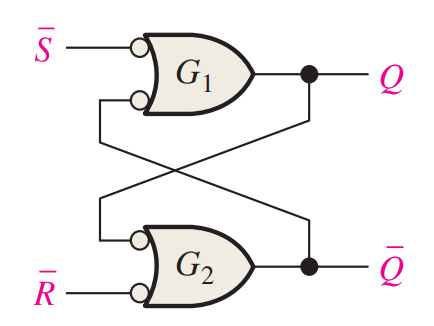 S̅ G₁ Q
R̅ G₂ Q̅